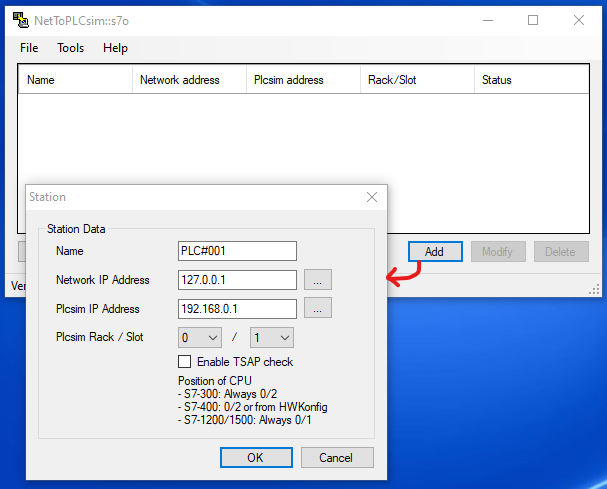 NetToPLCsim::s7o
File Tools Help
Name Network address Plcsim address Rack/Slot Status
Station
Station Data
Name PLC#001
Network IP Address 127.0.0.1 ...
Plcsim IP Address 192.168.0.1 ...
Plcsim Rack / Slot 0 / 1
Enable TSAP check
Position of CPU
- S7-300: Always 0/2
- S7-400: 0/2 or from HWKonfig
- S7-1200/1500: Always 0/1
OK Cancel
Add Modify Delete
Ver